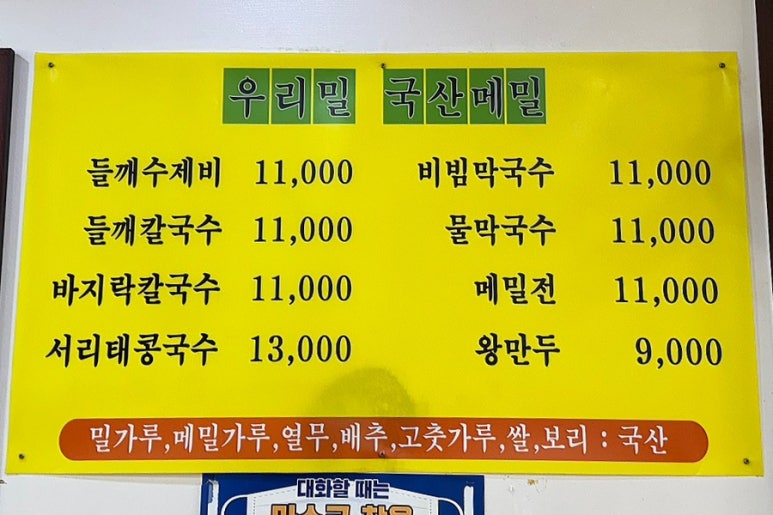 우리밀 국산메밀
들깨수제비 11,000 비빔막국수 11,000
들깨칼국수 11,000 물막국수 11,000
바지락칼국수 11,000 메밀전 11,000
서리태콩국수 13,000 왕만두 9,000
밀가루,메밀가루,열무,배추,고춧가루,쌀,보리 : 국산
대화할 때는